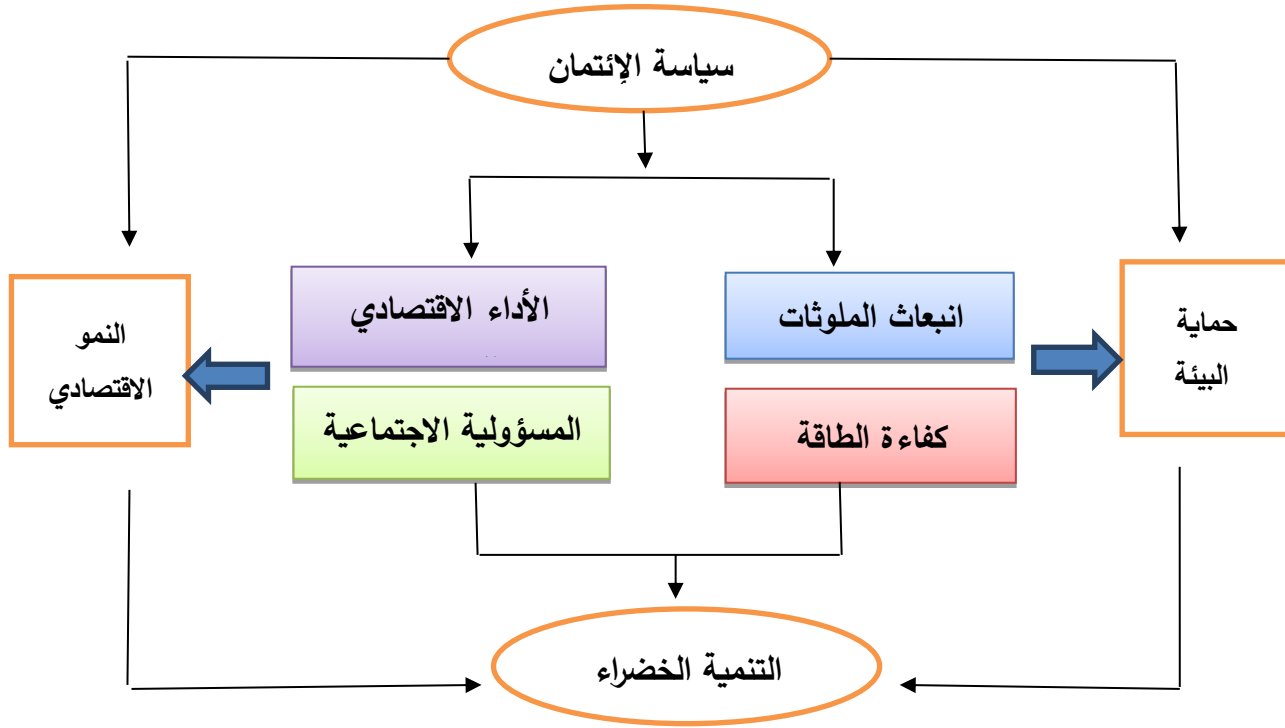 سياسة الإئتمان
انبعاث الملوثات
الأداء الاقتصادي
حماية
البيئة
النمو
الاقتصادي
كفاءة الطاقة
المسؤولية الاجتماعية
التنمية الخضراء